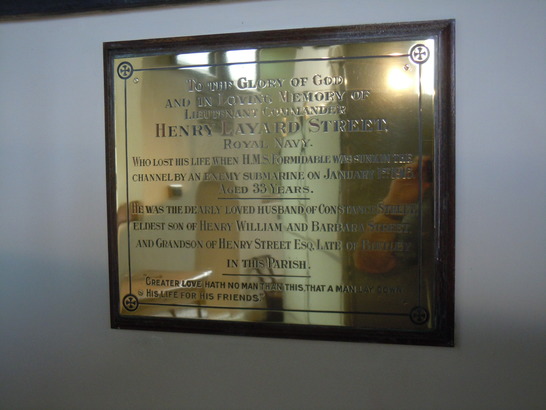 To the Glory of God
and in Loving Memory of
Lieutenant Commander
Henry Layard Street,
Royal Navy.
Who lost his life when H.M.S. Formidable was sunk in the
Channel by an enemy submarine on January 1st 1915.
Aged 33 Years.
He was the dearly loved husband of Constance Street,
eldest son of Henry William and Barbara Street,
and Grandson of Henry Street Esq. Late of
in this Parish.
"Greater love hath no man than this, that a man lay down
His life for his friends."